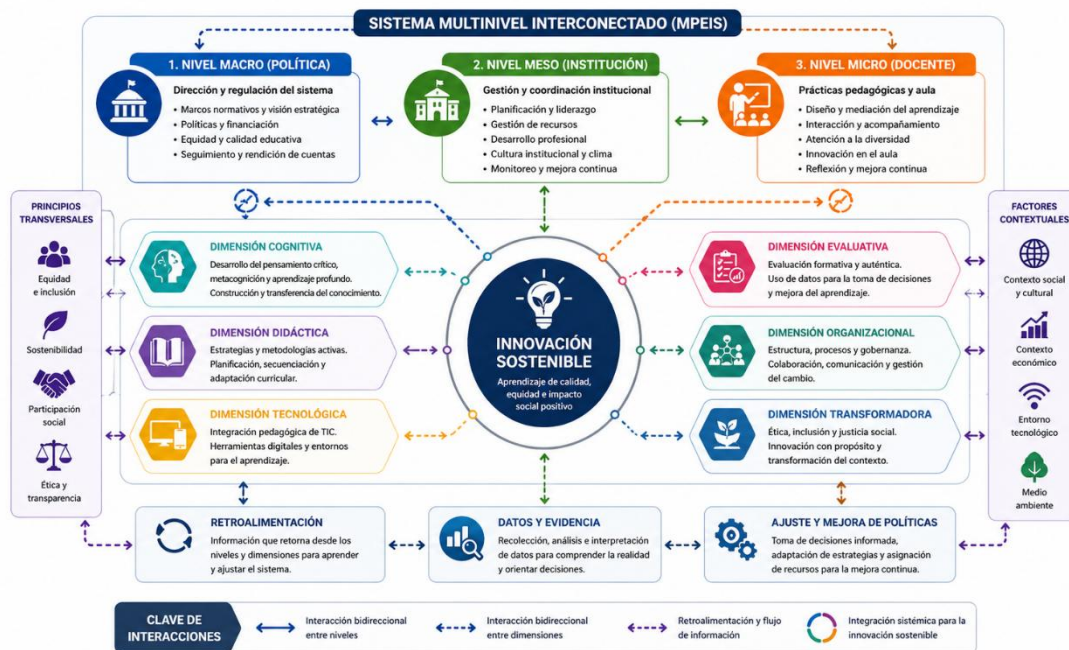 SISTEMA MULTINIVEL INTERCONECTADO (MPEIS)
1. NIVEL MACRO (POLÍTICA)
Dirección y regulación del sistema
• Marcos normativos y visión estratégica
• Políticas y financiación
• Equidad y calidad educativa
• Seguimiento y rendición de cuentas
2. NIVEL MESO (INSTITUCIÓN)
Gestión y coordinación institucional
• Planificación y liderazgo
• Gestión de recursos
• Desarrollo profesional
• Cultura institucional y clima
• Monitoreo y mejora continua
3. NIVEL MICRO (DOCENTE)
Prácticas pedagógicas y aula
• Diseño y mediación del aprendizaje
• Interacción y acompañamiento
• Atención a la diversidad
• Innovación en el aula
• Reflexión y mejora continua
PRINCIPIOS
TRANSVERSALES
Equidad
e inclusión
Sostenibilidad
Participación
social
Ética y
transparencia
DIMENSIÓN COGNITIVA
Desarrollo del pensamiento crítico,
metacognición y aprendizaje profundo.
Construcción y transferencia del conocimiento.
DIMENSIÓN DIDÁCTICA
Estrategias y metodologías activas.
Planificación, secuenciación y
adaptación curricular.
DIMENSIÓN TECNOLÓGICA
Integración pedagógica de TIC.
Herramientas digitales y entornos
para el aprendizaje.
INNOVACIÓN
SOSTENIBLE
Aprendizaje de calidad,
equidad e impacto
social positivo
DIMENSIÓN EVALUATIVA
Evaluación formativa y auténtica.
Uso de datos para la toma de decisiones
y mejora del aprendizaje.
DIMENSIÓN ORGANIZACIONAL
Estructura, procesos y gobernanza.
Colaboración, comunicación y gestión
del cambio.
DIMENSIÓN TRANSFORMADORA
Ética, inclusión y justicia social.
Innovación con propósito y
transformación del contexto.
FACTORES
CONTEXTUALES
Contexto social
y cultural
Contexto
económico
Entorno
tecnológico
Medio
ambiente
RETROALIMENTACIÓN
Información que retorna desde los
niveles y dimensiones para aprender
y ajustar el sistema.
DATOS Y EVIDENCIA
Recolección, análisis e interpretación
de datos para comprender la realidad
y orientar decisiones.
AJUSTE Y MEJORA DE POLÍTICAS
Toma de decisiones informada,
adaptación de estrategias y asignación
de recursos para la mejora continua.
CLAVE DE
INTERACCIONES
Interacción bidireccional
entre niveles
Interacción bidireccional
entre dimensiones
Retroalimentación y flujo
de información
Integración sistémica para la
innovación sostenible